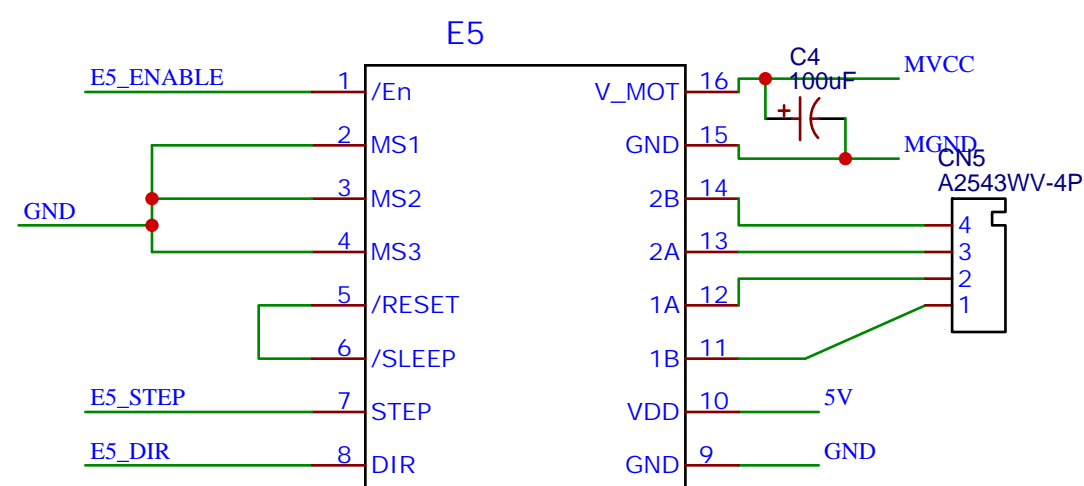 E5
E5_ENABLE
1
/En
2
MS1
3
MS2
GND
4
MS3
5
/RESET
6
/SLEEP
E5_STEP
7
STEP
E5_DIR
8
DIR
V_MOT
16
C4
100uF
+
MVCC
GND
15
MGND
CN5
A2543WV-4P
2B
14
4
2A
13
3
1A
12
2
1B
11
1
VDD
10
5V
GND
9
GND